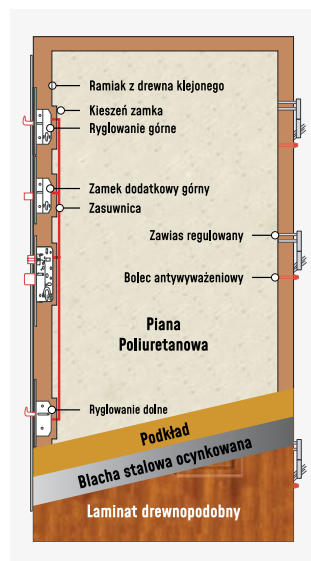 Ramiak z drewna klejonego
Kieszeń zamka
Ryglowanie górne
Zamek dodatkowy górny
Zasuwnica
Zawias regulowany
Bolec antywyważeniowy
Piana
Poliuretanowa
Ryglowanie dolne
Podkład
Blacha stalowa ocynkowana
Laminat drewnopodobny